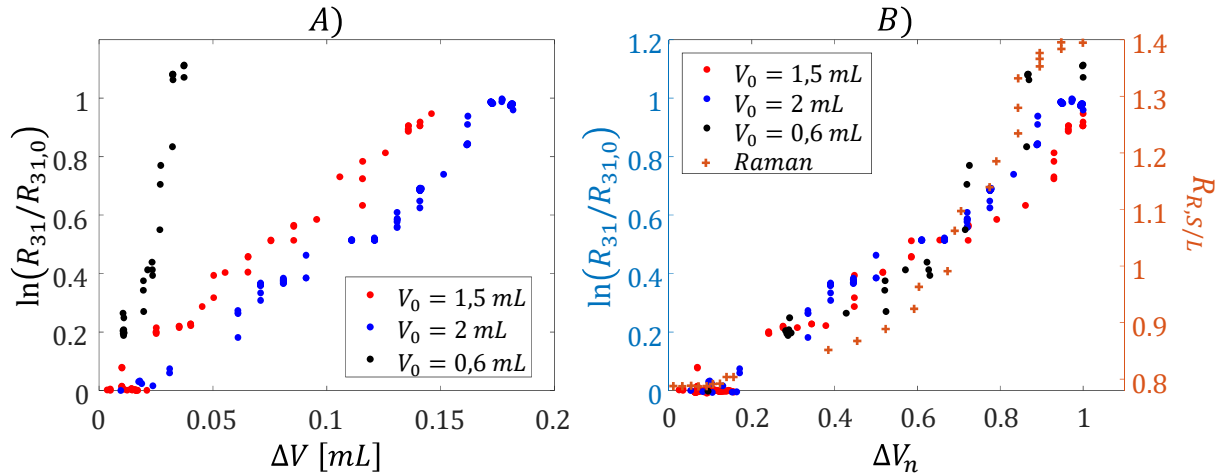 A)
ln(R31/R31,0)
1
0.8
0.6
0.4
0.2
0
0 0.05 0.1 0.15 0.2
ΔV [mL]
V0 = 1,5 mL
V0 = 2 mL
V0 = 0,6 mL
B)
ln(R31/R31,0)
1.2
1
0.8
0.6
0.4
0.2
0
0 0.2 0.4 0.6 0.8 1
ΔVn
V0 = 1,5 mL
V0 = 2 mL
V0 = 0,6 mL
Raman
1.4
1.3
1.2
1.1
1
0.9
0.8
RR,S/L